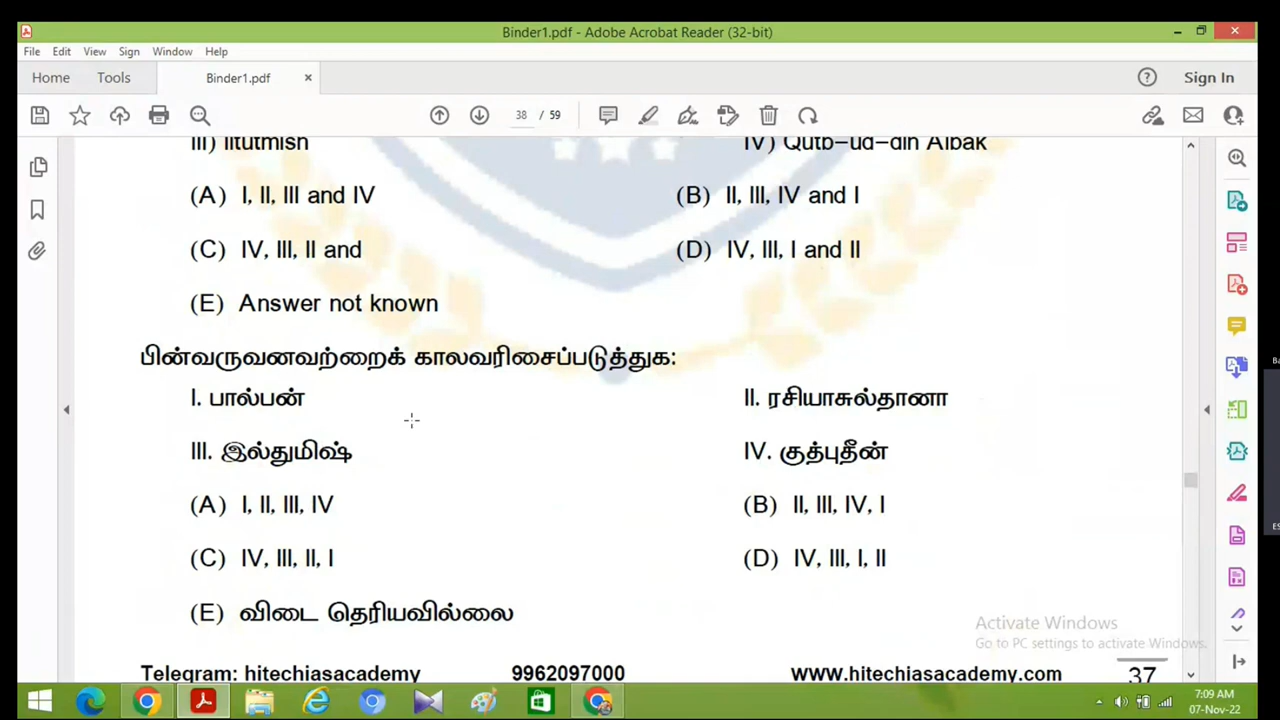 Binder1.pdf - Adobe Acrobat Reader (32-bit)
File Edit View Sign Window Help
Home Tools Binder1.pdf × Sign In
38 / 59
III) Iltutmish IV) Qutb-ud-din Aibak
(A) I, II, III and IV (B) II, III, IV and I
(C) IV, III, II and (D) IV, III, I and II
(E) Answer not known
பின்வருவனவற்றைக் காலவரிசைப்படுத்துக:
I. பால்பன் II. ரசியாசுல்தானா
III. இல்துமிஷ் IV. குத்புதீன்
(A) I, II, III, IV (B) II, III, IV, I
(C) IV, III, II, I (D) IV, III, I, II
(E) விடை தெரியவில்லை
Activate Windows
Go to PC settings to activate Windows.
Telegram: hitechiasacademy 9962097000 www.hitechiasacademy.com 37
7:09 AM
07-Nov-22